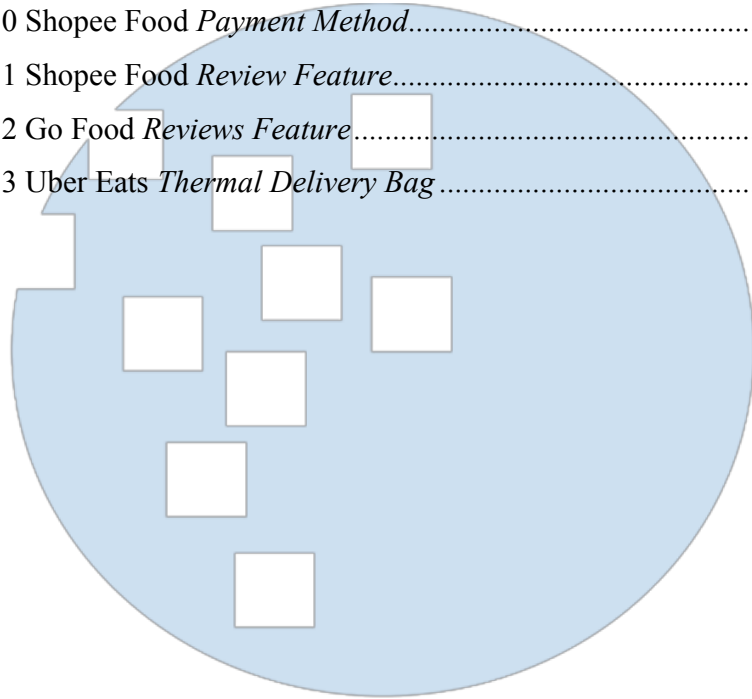 0 Shopee Food Payment Method........................................
1 Shopee Food Review Feature..........................................
2 Go Food Reviews Feature................................................
3 Uber Eats Thermal Delivery Bag.....................................